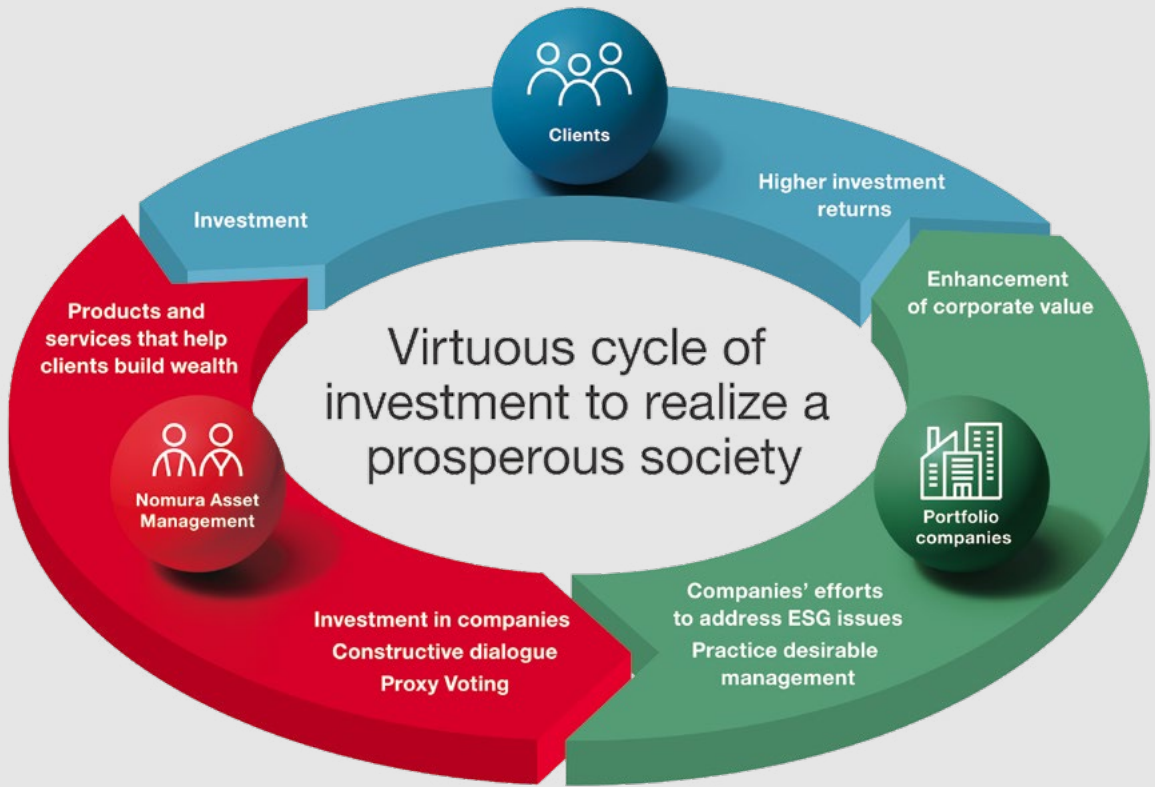 Clients
Investment
Higher investment
returns
Products and
services that help
clients build wealth
Enhancement
of corporate value
Virtuous cycle of
investment to realize a
prosperous society
Nomura Asset
Management
Portfolio
companies
Investment in companies
Constructive dialogue
Proxy Voting
Companies’ efforts
to address ESG issues
Practice desirable
management